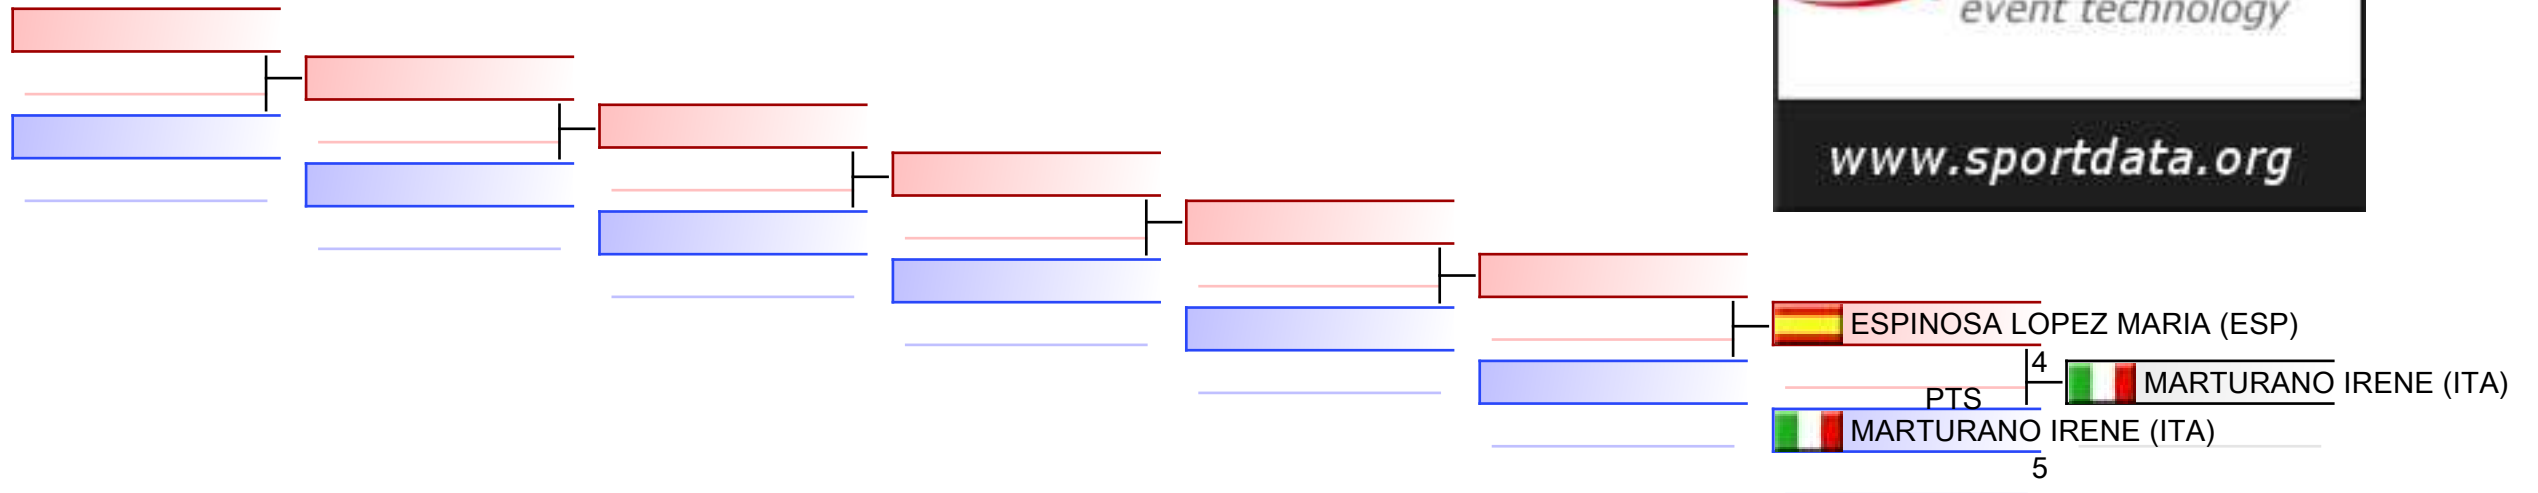 event technology
www.sportdata.org
ESPINOSA LOPEZ MARIA (ESP)
4
MARTURANO IRENE (ITA)
PTS
MARTURANO IRENE (ITA)
5